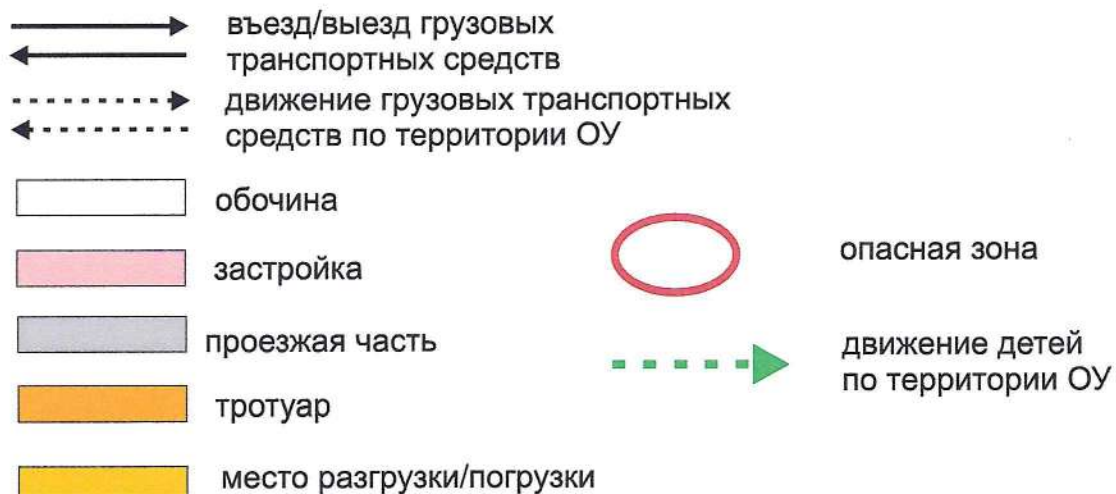 въезд/выезд грузовых
транспортных средств
движение грузовых транспортных
средств по территории ОУ
обочина
застройка
проезжая часть
тротуар
место разгрузки/погрузки
опасная зона
движение детей
по территории ОУ